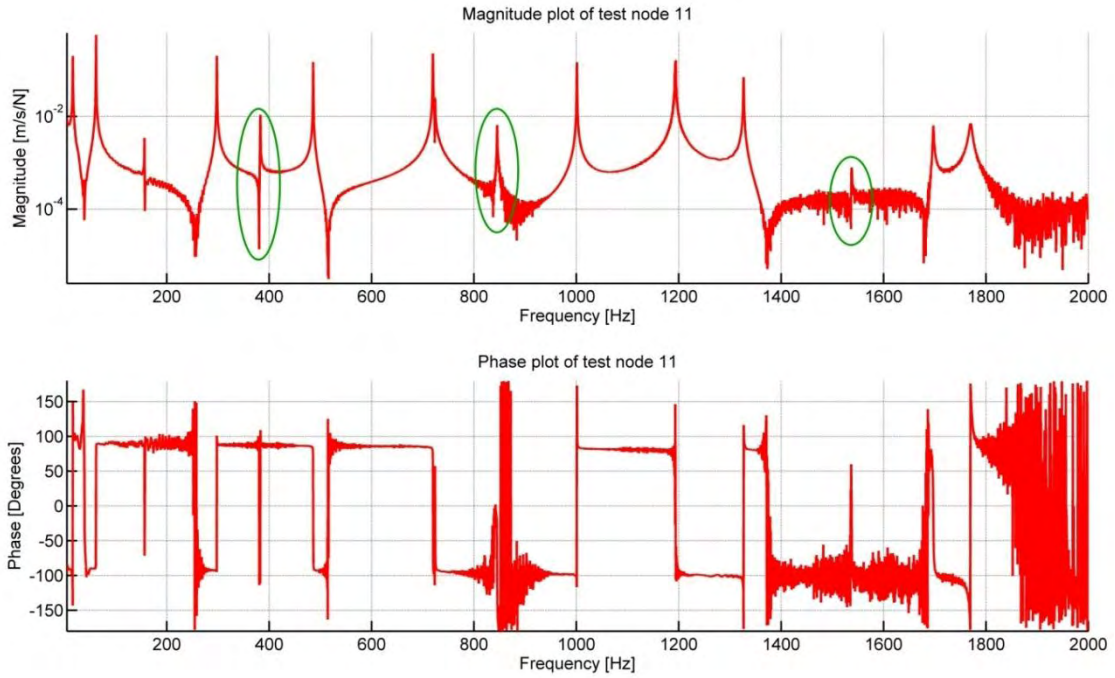 Magnitude plot of test node 11
Magnitude [m/s/N]
10^-2
10^-4
200 400 600 800 1000 1200 1400 1600 1800 2000
Frequency [Hz]
Phase plot of test node 11
Phase [Degrees]
150
100
50
0
-50
-100
-150
200 400 600 800 1000 1200 1400 1600 1800 2000
Frequency [Hz]